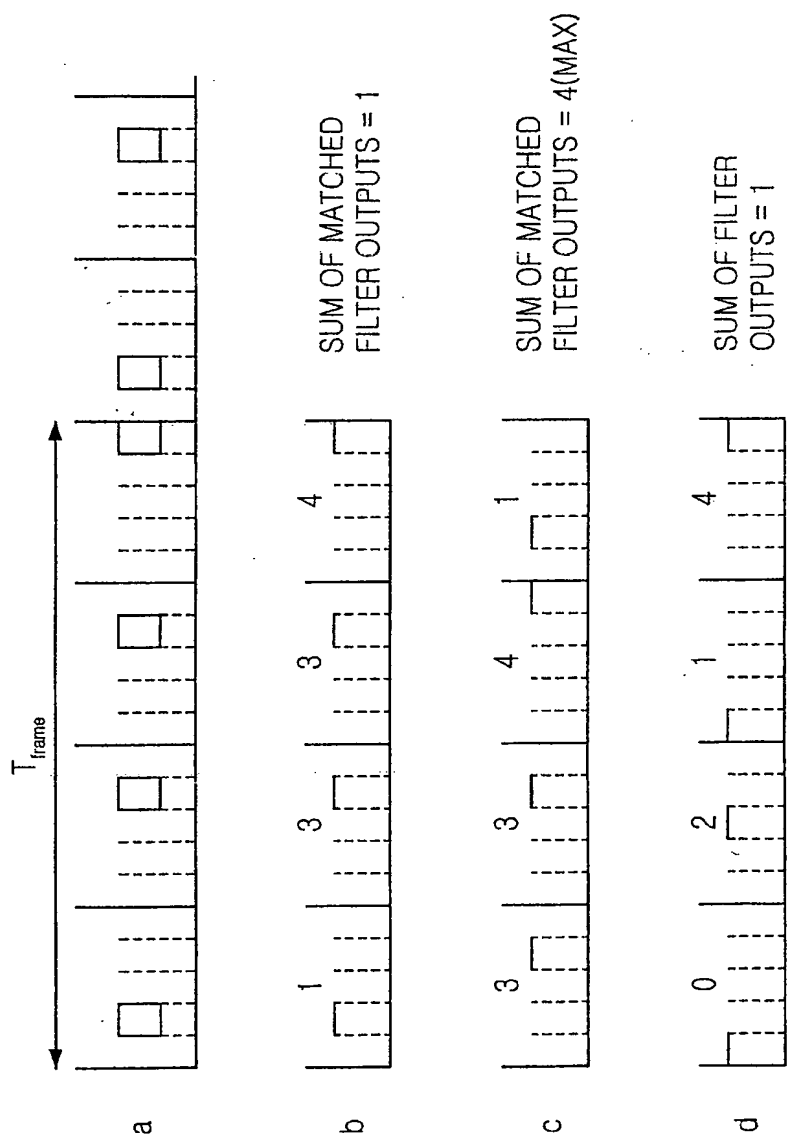 T frame
a
b
1 3 3 4
SUM OF MATCHED
FILTER OUTPUTS = 1
c
3 3 4 1
SUM OF MATCHED
FILTER OUTPUTS = 4(MAX)
d
0 2 1 4
SUM OF FILTER
OUTPUTS = 1